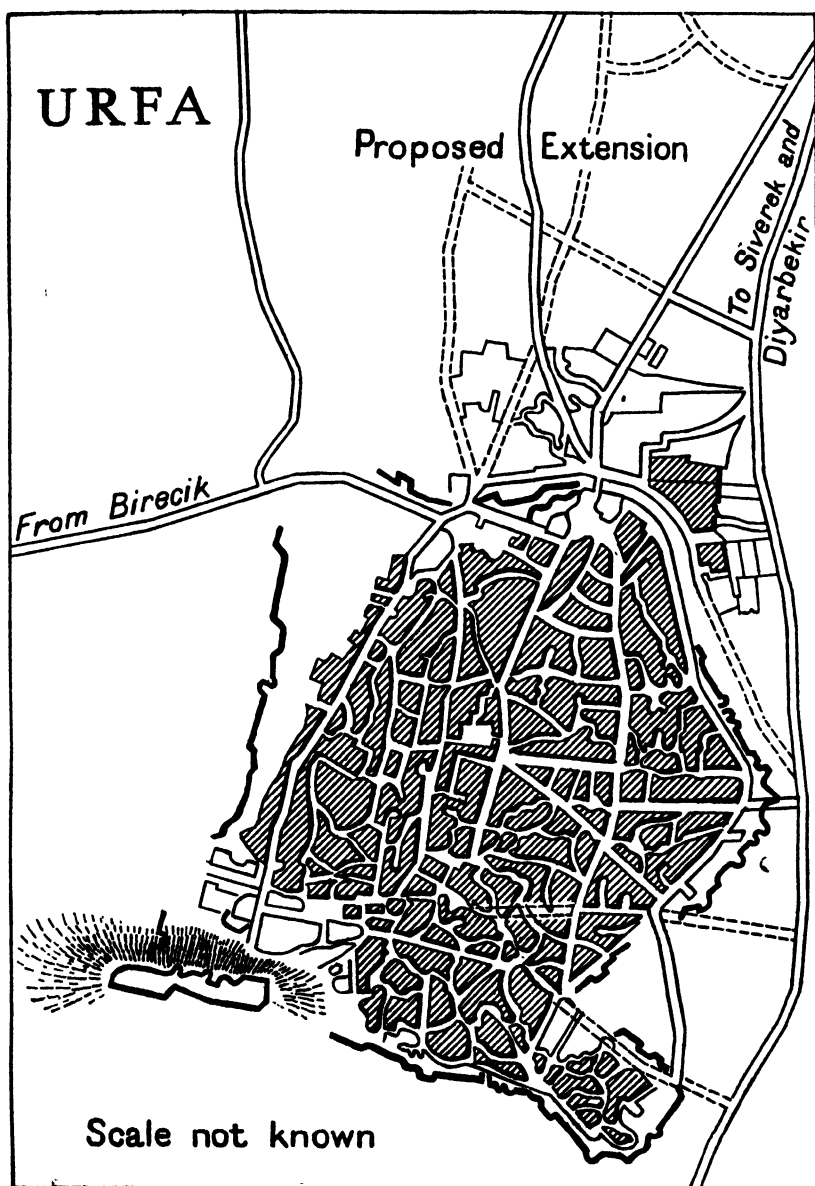 URFA
Proposed Extension
To Siverek and
Diyarbekir
From Birecik
Scale not known